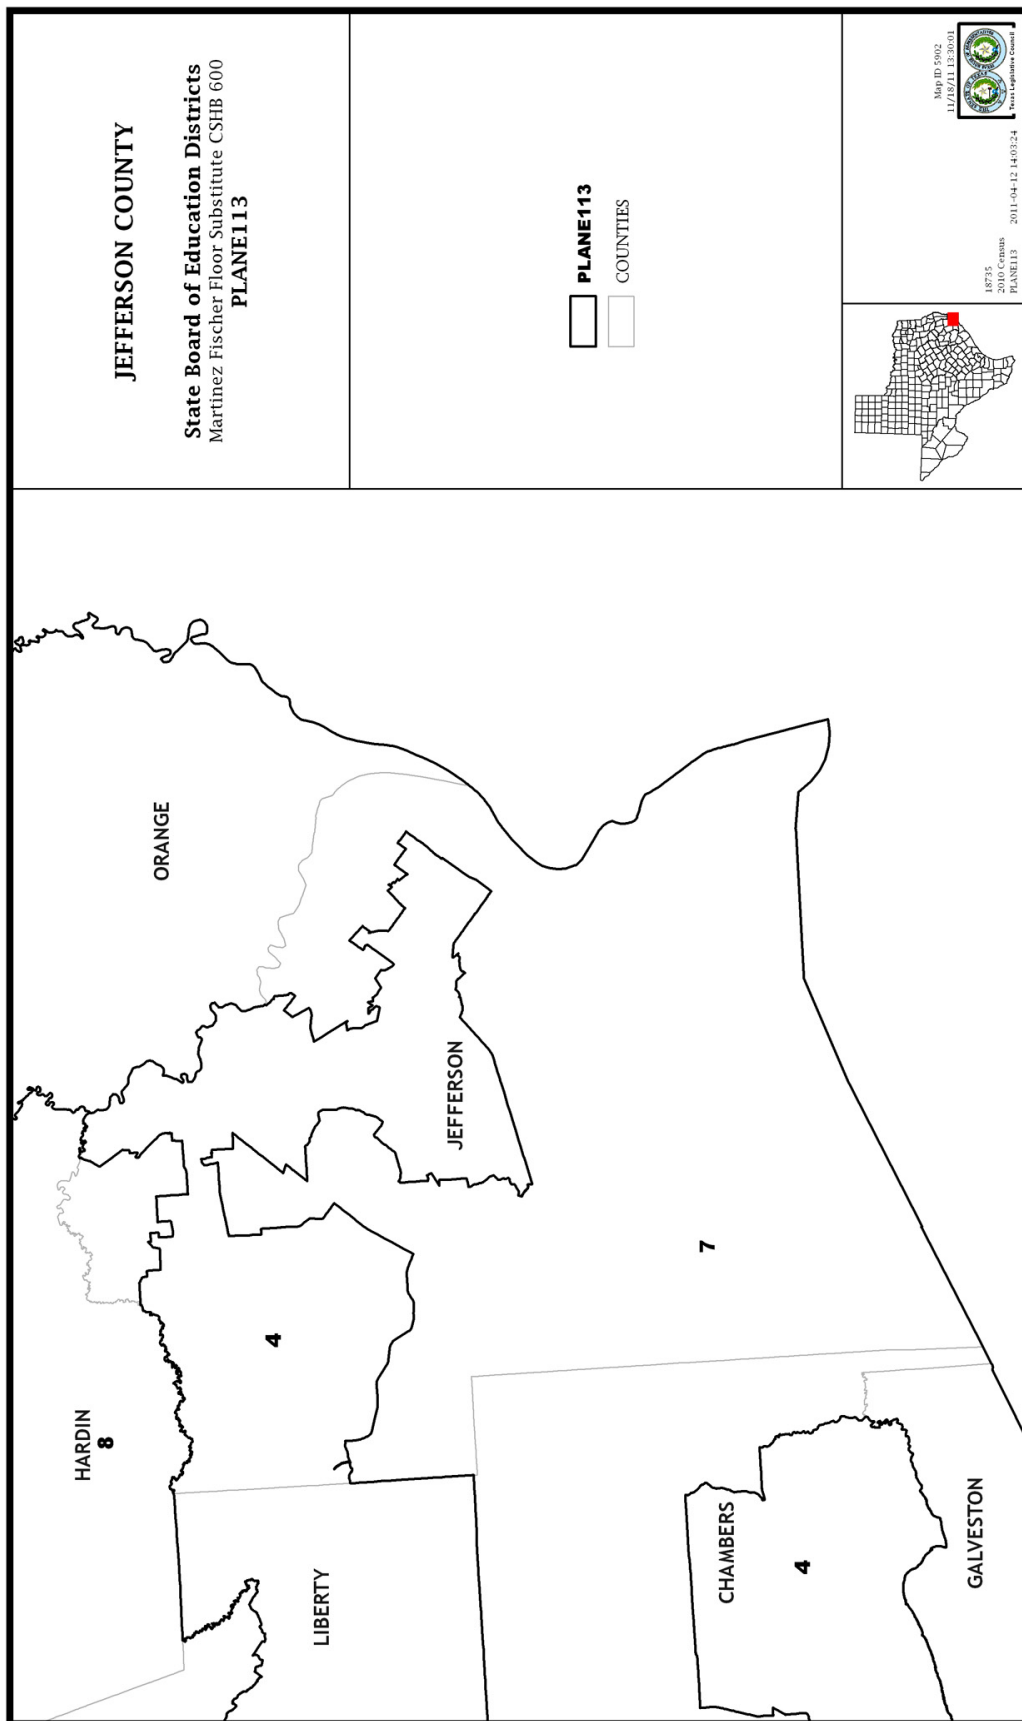 JEFFERSON COUNTY
State Board of Education Districts
Martinez Fischer Floor Substitute CSHB 600
PLANE113
PLANE113
COUNTIES
ORANGE
HARDIN
8
JEFFERSON
4
7
LIBERTY
CHAMBERS
4
GALVESTON
18735
2010 Census
PLANE113 2011-04-12 14:03:24
Map ID 5902
11/18/11 13:30:01
Texas Legislative Council